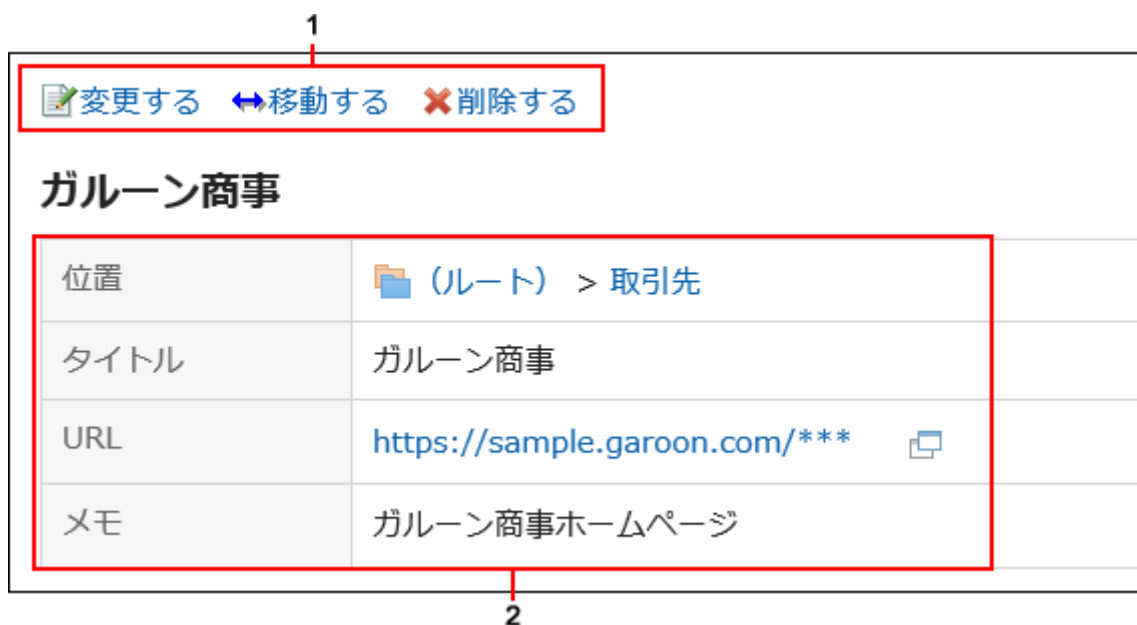 1
変更する 移動する 削除する
ガルーン商事
位置 (ルート) > 取引先
タイトル ガルーン商事
URL https://sample.garoon.com/***
メモ ガルーン商事ホームページ
2